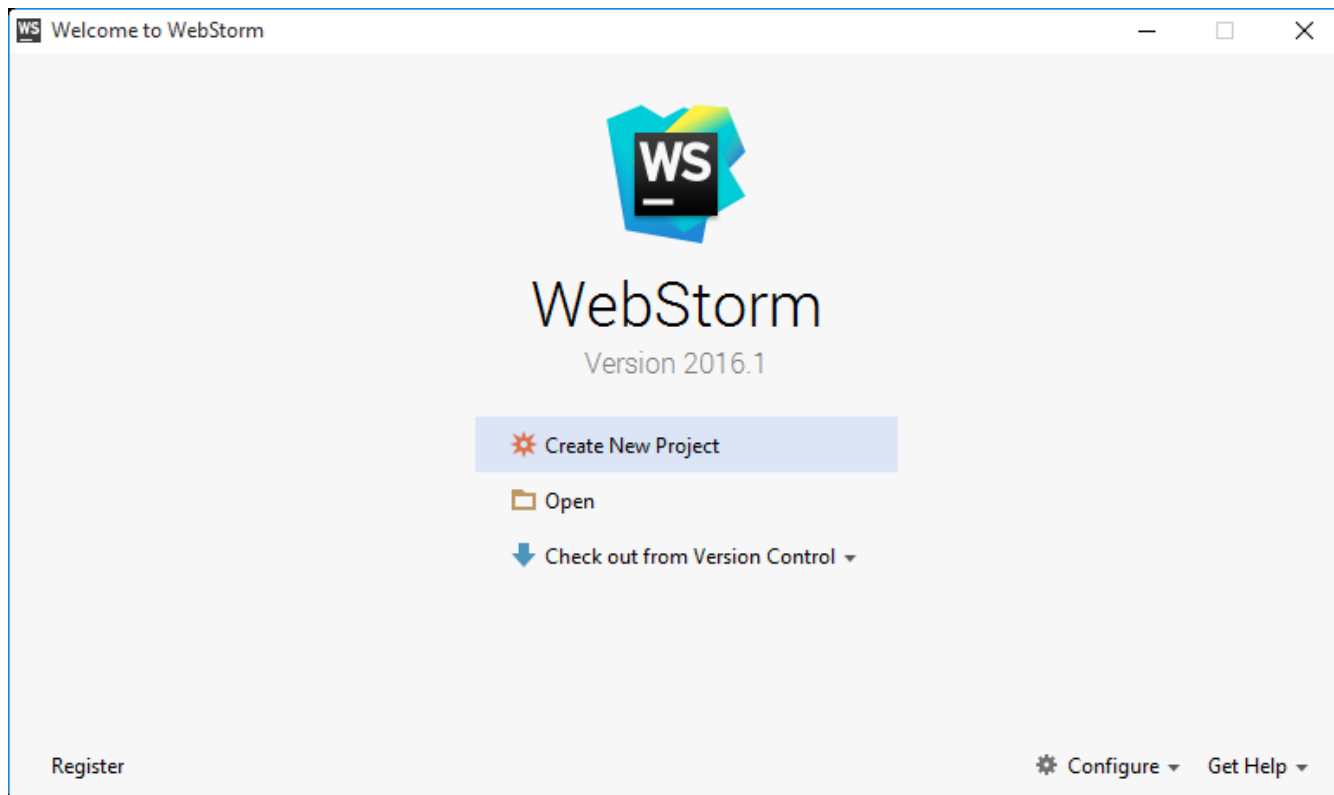 WS Welcome to WebStorm
WS
WebStorm
Version 2016.1
Create New Project
Open
Check out from Version Control
Register
Configure
Get Help